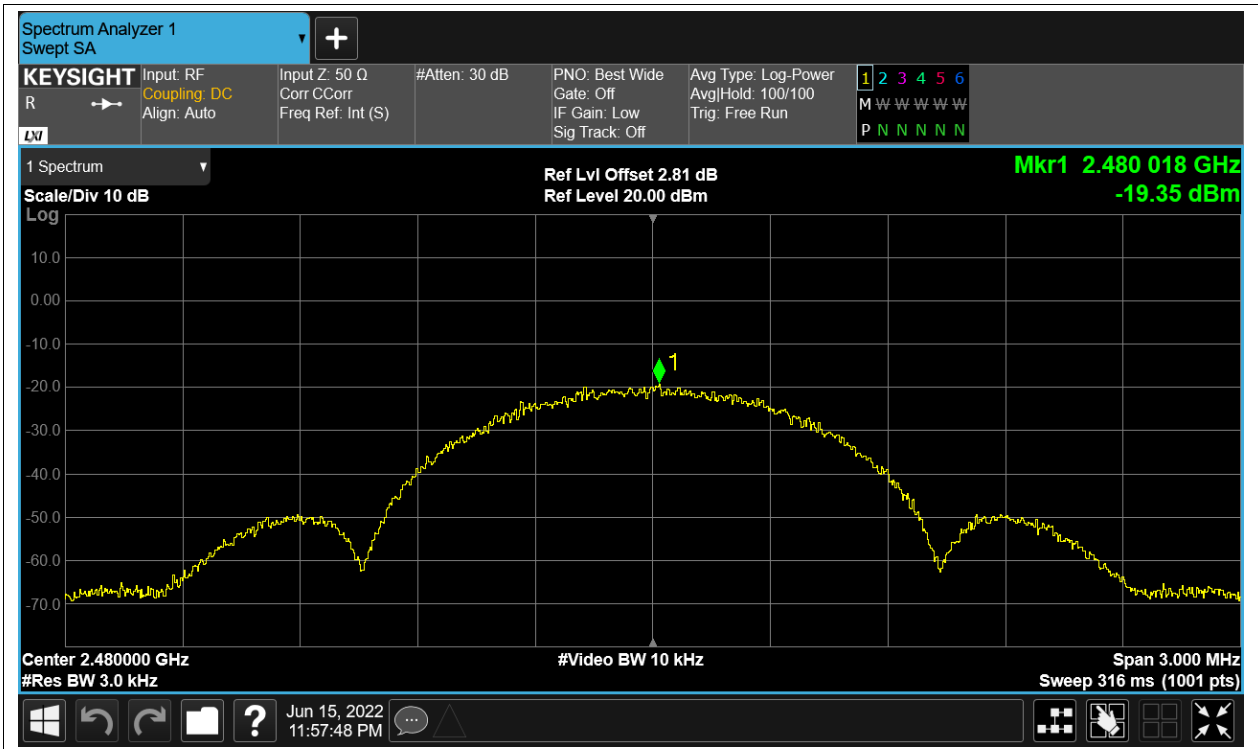 Spectrum Analyzer 1
Swept SA
KEYSIGHT
R
LXI
Input: RF
Coupling: DC
Align: Auto
Input Z: 50 Ω
Corr CCorr
Freq Ref: Int (S)
#Atten: 30 dB
PNO: Best Wide
Gate: Off
IF Gain: Low
Sig Track: Off
Avg Type: Log-Power
Avg|Hold: 100/100
Trig: Free Run
1 2 3 4 5 6
M W W W W W W
P N N N N N N
1 Spectrum
Scale/Div 10 dB
Log
Ref Lvl Offset 2.81 dB
Ref Level 20.00 dBm
Mkr1 2.480 018 GHz
-19.35 dBm
10.0
0.00
-10.0
1
-20.0
-30.0
-40.0
-50.0
-60.0
-70.0
Center 2.480000 GHz
#Res BW 3.0 kHz
#Video BW 10 kHz
Span 3.000 MHz
Sweep 316 ms (1001 pts)
?
Jun 15, 2022
11:57:48 PM